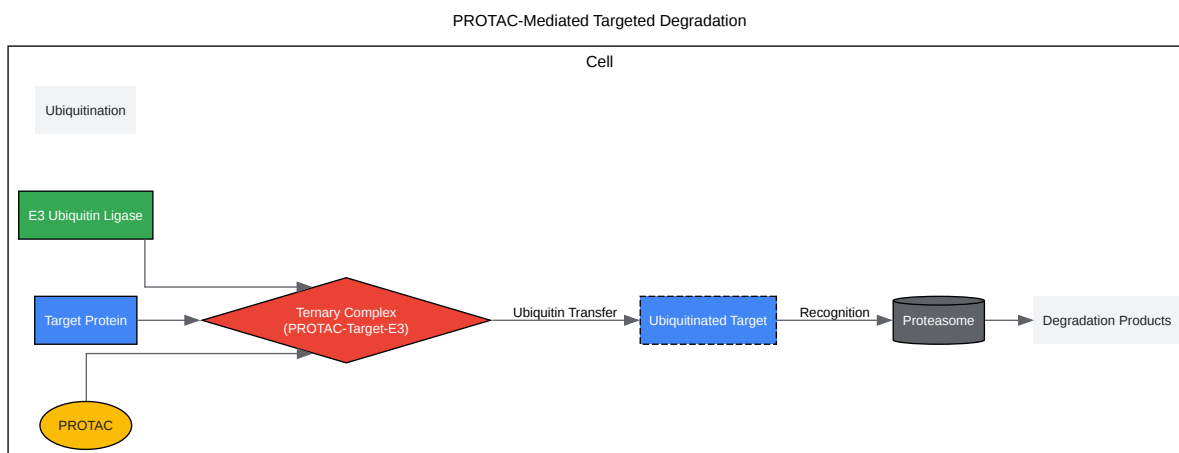 PROTAC-Mediated Targeted Degradation
Cell
Ubiquitination
E3 Ubiquitin Ligase
Target Protein
Ternary Complex
(PROTAC-Target-E3)
Ubiquitin Transfer
Ubiquitinated Target
Recognition
Proteasome
Degradation Products
PROTAC